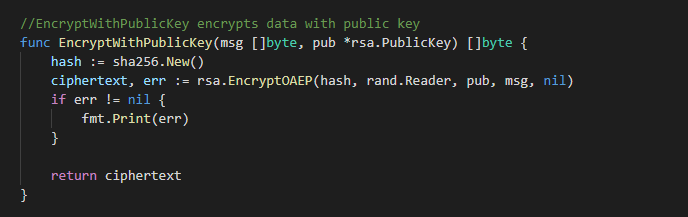 //EncryptWithPublicKey encrypts data with public key
func EncryptWithPublicKey(msg []byte, pub *rsa.PublicKey) []byte {
    hash := sha256.New()
    ciphertext, err := rsa.EncryptOAEP(hash, rand.Reader, pub, msg, nil)
    if err != nil {
        fmt.Print(err)
    }

    return ciphertext
}